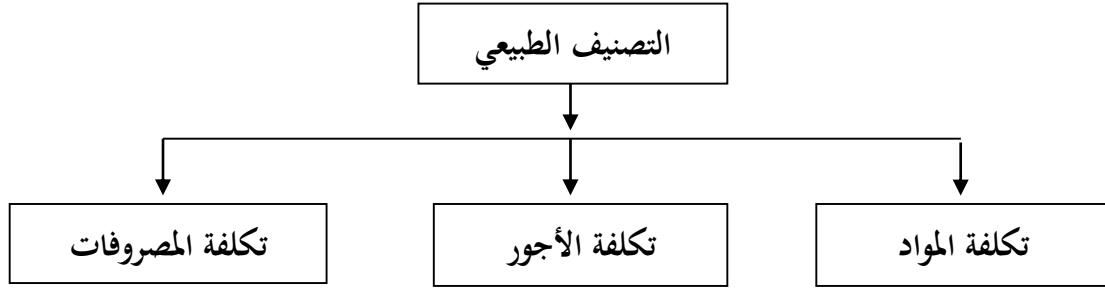 التصنيف الطبيعي
تكلفة المواد
تكلفة الأجور
تكلفة المصروفات